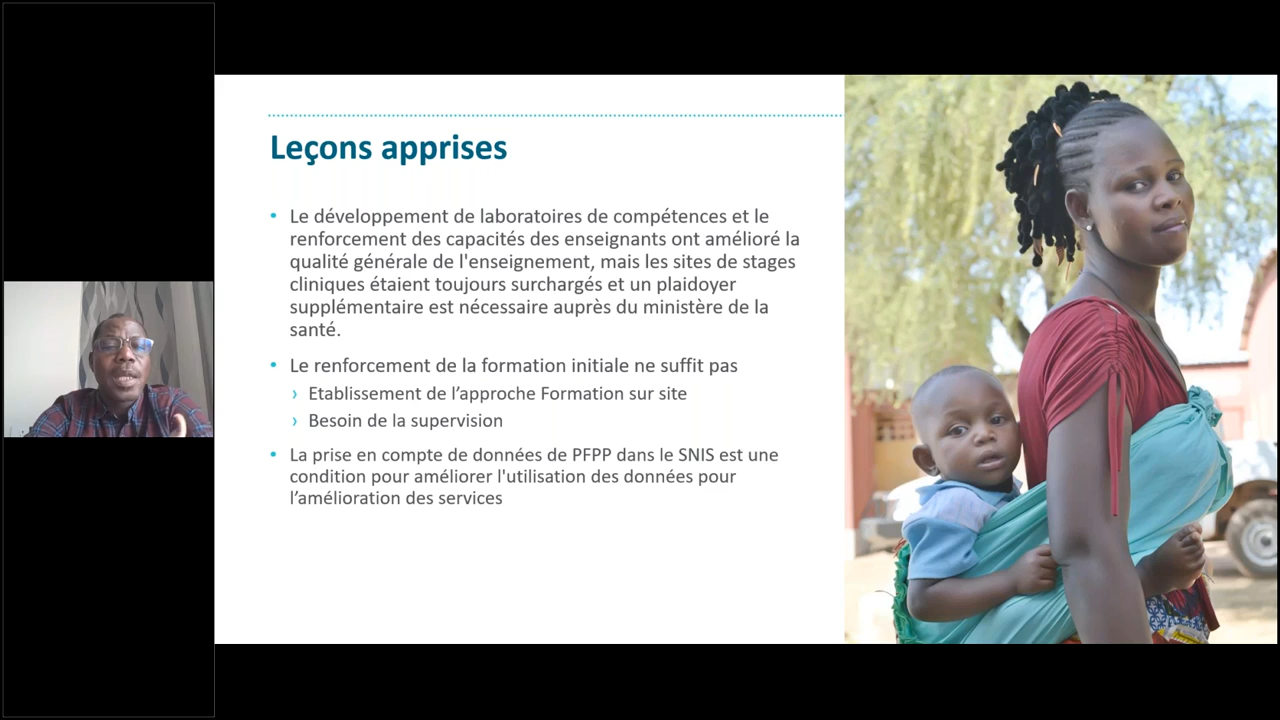 Leçons apprises
• Le développement de laboratoires de compétences et le
renforcement des capacités des enseignants ont amélioré la
qualité générale de l'enseignement, mais les sites de stages
cliniques étaient toujours surchargés et un plaidoyer
supplémentaire est nécessaire auprès du ministère de la
santé.
• Le renforcement de la formation initiale ne suffit pas
› Etablissement de l’approche Formation sur site
› Besoin de la supervision
• La prise en compte de données de PFPP dans le SNIS est une
condition pour améliorer l'utilisation des données pour
l’amélioration des services